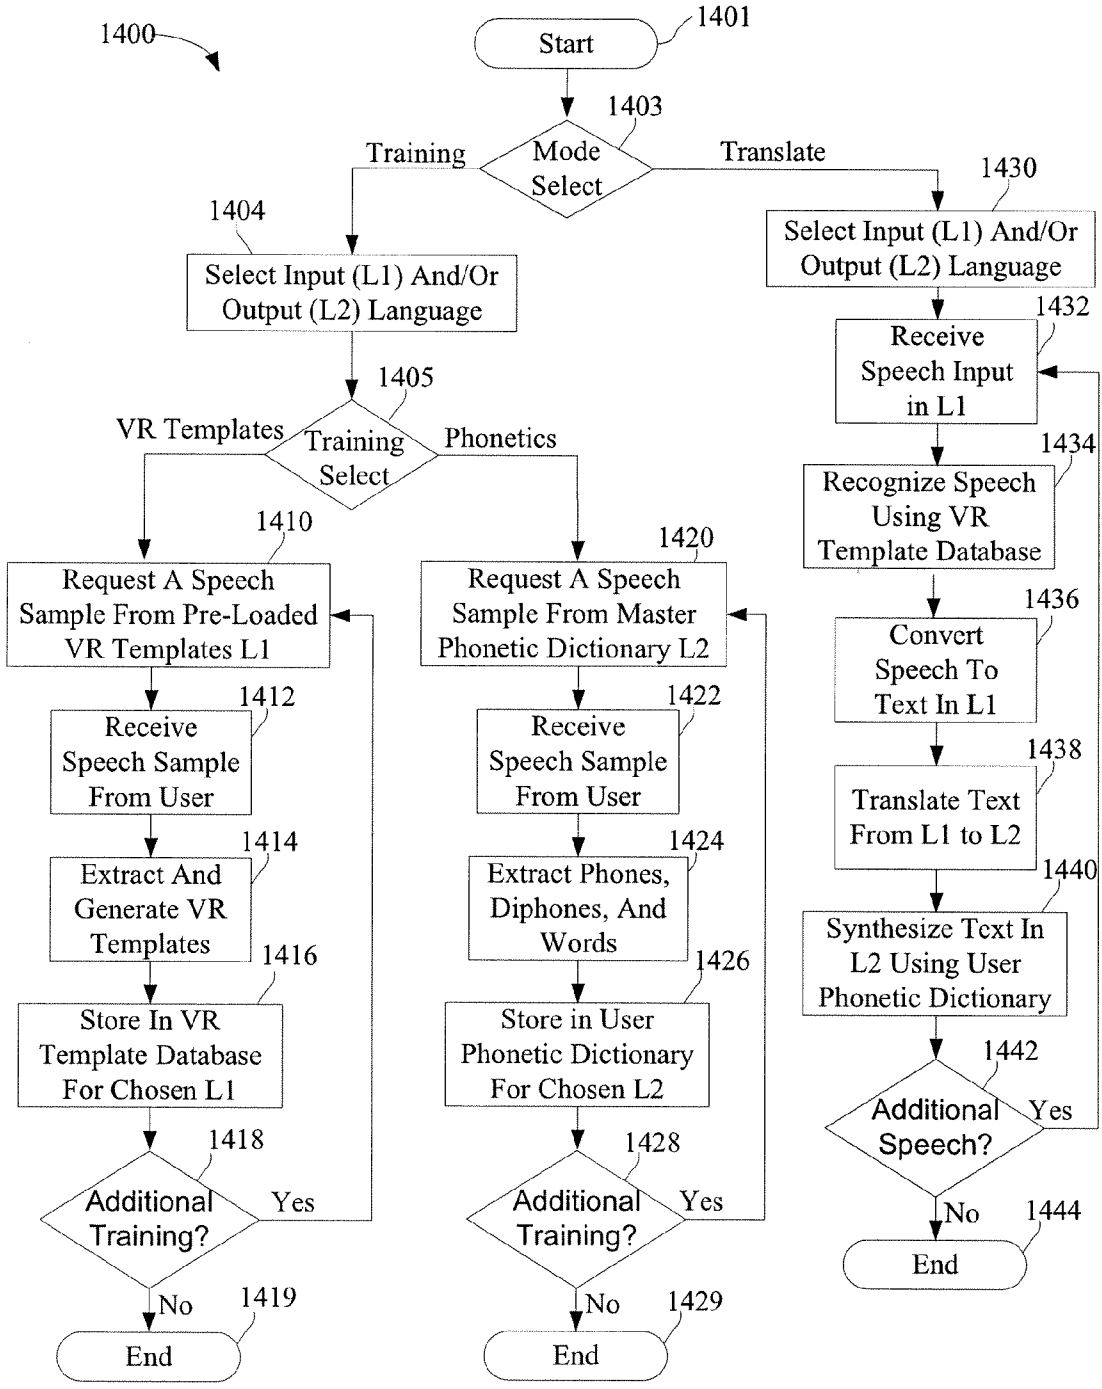 1400
1401
Start
1403
Mode
Select
Training
Translate
1404
Select Input (L1) And/Or
Output (L2) Language
1405
Training
Select
VR Templates
Phonetics
1410
Request A Speech
Sample From Pre-Loaded
VR Templates L1
1412
Receive
Speech Sample
From User
1414
Extract And
Generate VR
Templates
1416
Store In VR
Template Database
For Chosen L1
1418
Additional
Training?
Yes
No
1419
End
1420
Request A Speech
Sample From Master
Phonetic Dictionary L2
1422
Receive
Speech Sample
From User
1424
Extract Phones,
Diphones, And
Words
1426
Store in User
Phonetic Dictionary
For Chosen L2
1428
Additional
Training?
Yes
No
1429
End
1430
Select Input (L1) And/Or
Output (L2) Language
1432
Receive
Speech Input
in L1
1434
Recognize Speech
Using VR
Template Database
1436
Convert
Speech To
Text In L1
1438
Translate Text
From L1 to L2
1440
Synthesize Text In
L2 Using User
Phonetic Dictionary
1442
Additional
Speech?
Yes
No
1444
End